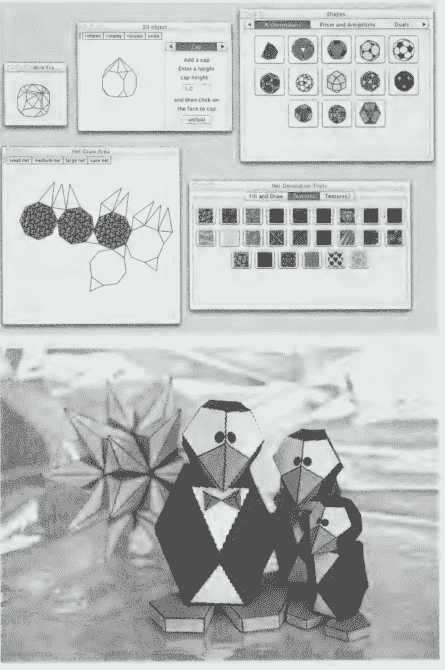 Wire Fra
3D object
rotatex rotatey rotatez undo
Add a cap
Enter a height
cap height:
1.0
and then click on
the face to cap.
unfold
Shapes
Archimedeans Prism and Antiprisms Duals
Net Draw Area
small net medium net large net save net
Net Decoration Tools
Fill and Draw Textures Textures2